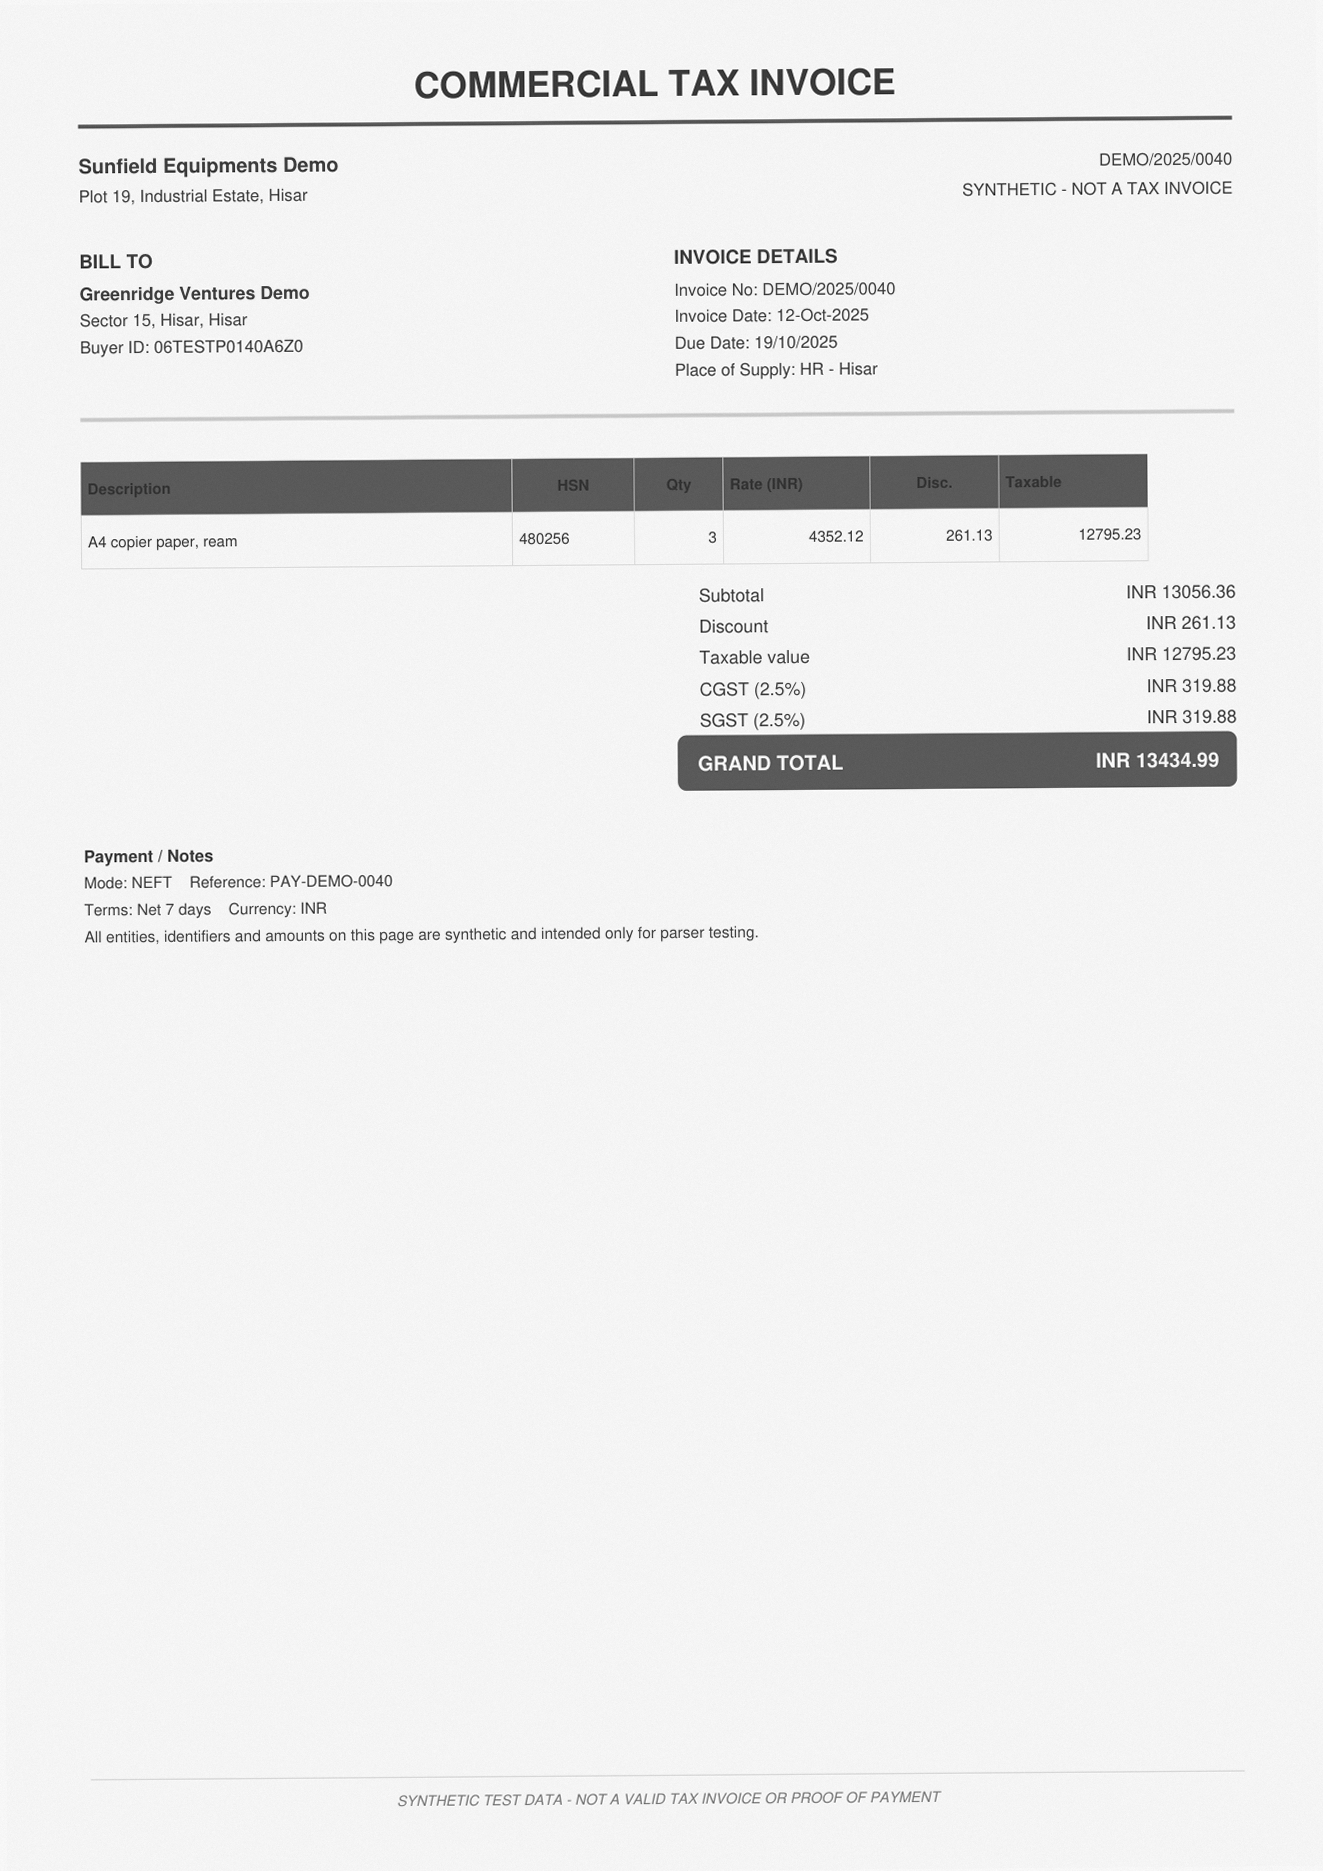 COMMERCIAL TAX INVOICE
Sunfield Equipments Demo
Plot 19, Industrial Estate, Hisar
DEMO/2025/0040
SYNTHETIC - NOT A TAX INVOICE
BILL TO
Greenridge Ventures Demo
Sector 15, Hisar, Hisar
Buyer ID: 06TESTP0140A6Z0
INVOICE DETAILS
Invoice No: DEMO/2025/0040
Invoice Date: 12-Oct-2025
Due Date: 19/10/2025
Place of Supply: HR - Hisar
Description HSN Qty Rate (INR) Disc. Taxable
A4 copier paper, ream 480256 3 4352.12 261.13 12795.23
Subtotal INR 13056.36
Discount INR 261.13
Taxable value INR 12795.23
CGST (2.5%) INR 319.88
SGST (2.5%) INR 319.88
GRAND TOTAL INR 13434.99
Payment / Notes
Mode: NEFT Reference: PAY-DEMO-0040
Terms: Net 7 days Currency: INR
All entities, identifiers and amounts on this page are synthetic and intended only for parser testing.
SYNTHETIC TEST DATA - NOT A VALID TAX INVOICE OR PROOF OF PAYMENT